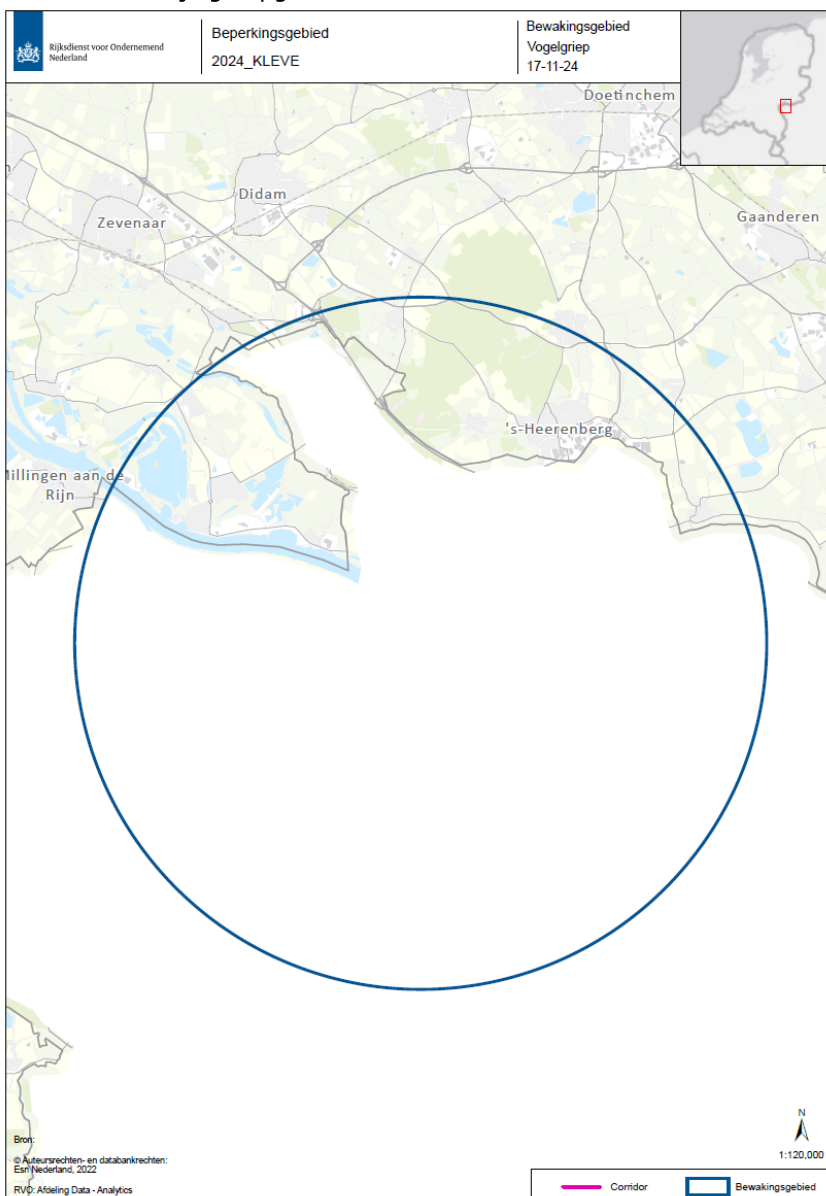 Rijksdienst voor Ondernemend
Nederland
Beperkingsgebied
2024_KLEVE
Bewakingsgebied
Vogelgriep
17-11-24
Doetinchem
Didam
Zevenaar
Gaanderen
's-Heerenberg
Millingen aan de
Rijn
N
1:120,000
Bron:
© Auteursrechten- en databankrechten:
Esri Nederland, 2022
RVO: Afdeling Data - Analytics
Corridor
Bewakingsgebied